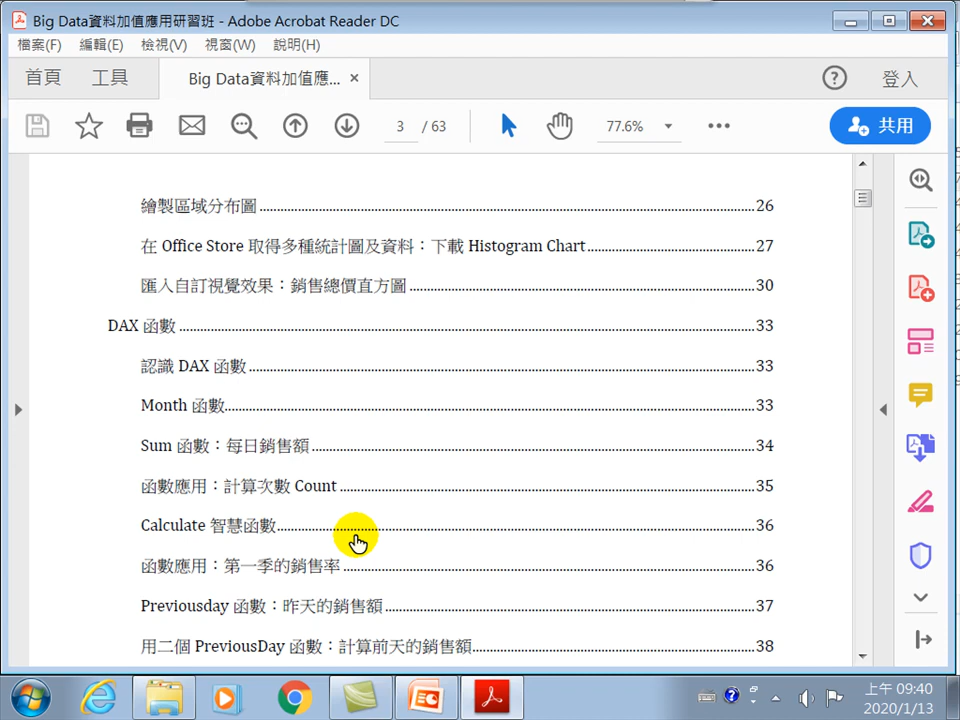 Big Data資料加值應用研習班 - Adobe Acrobat Reader DC
檔案(F) 編輯(E) 檢視(V) 視窗(W) 說明(H)
首頁 工具 Big Data資料加值應... × 登入
3 / 63 77.6% 共用
繪製區域分布圖 26
在 Office Store 取得多種統計圖及資料：下載 Histogram Chart 27
匯入自訂視覺效果：銷售總價直方圖 30
DAX 函數 33
認識 DAX 函數 33
Month 函數 33
Sum 函數：每日銷售額 34
函數應用：計算次數 Count 35
Calculate 智慧函數 36
函數應用：第一季的銷售率 36
Previousday 函數：昨天的銷售額 37
用二個 PreviousDay 函數：計算前天的銷售額 38
上午 09:40
2020/1/13